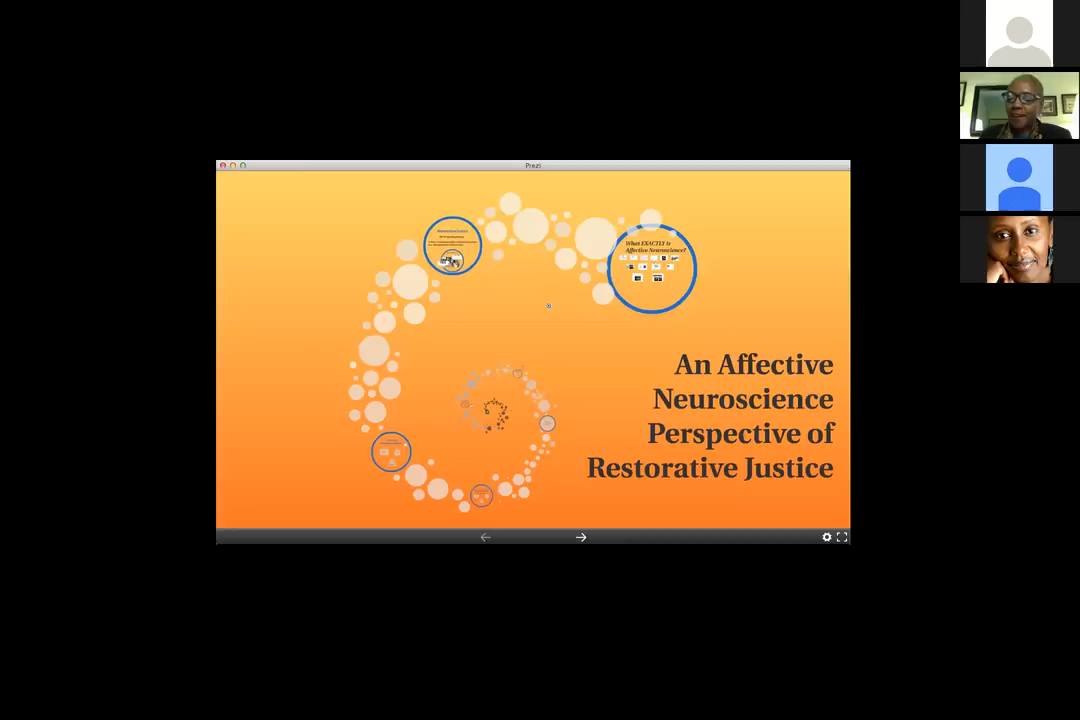 Prezi
What EXACTLY is
Affective Neuroscience?
An Affective
Neuroscience
Perspective of
Restorative Justice